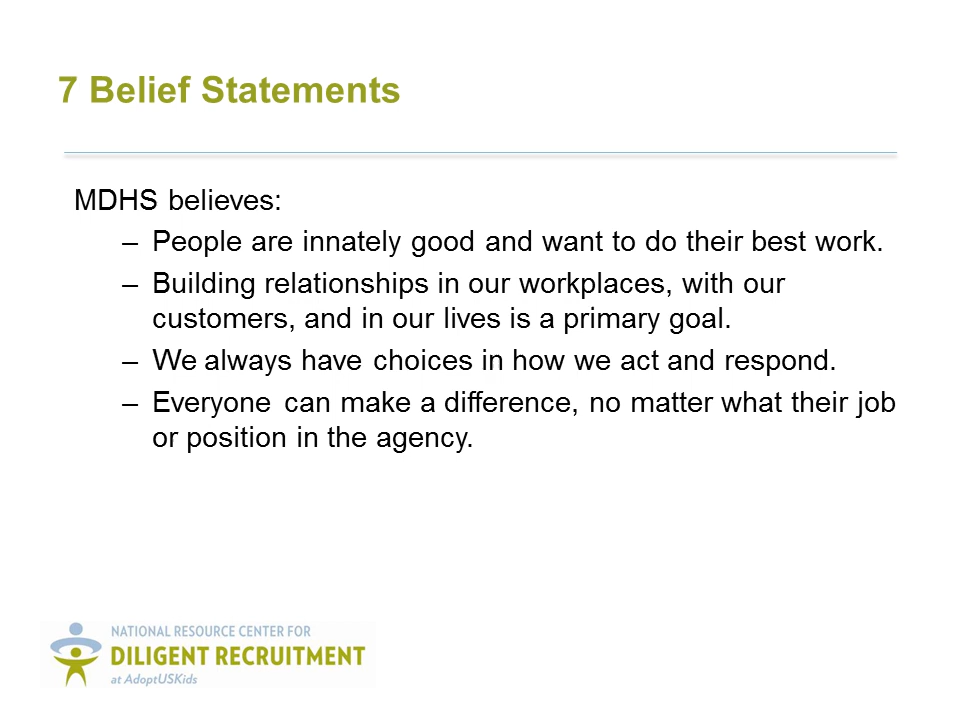 7 Belief Statements
MDHS believes:
– People are innately good and want to do their best work.
– Building relationships in our workplaces, with our
customers, and in our lives is a primary goal.
– We always have choices in how we act and respond.
– Everyone can make a difference, no matter what their job
or position in the agency.
NATIONAL RESOURCE CENTER FOR
DILIGENT RECRUITMENT
at AdoptUSKids